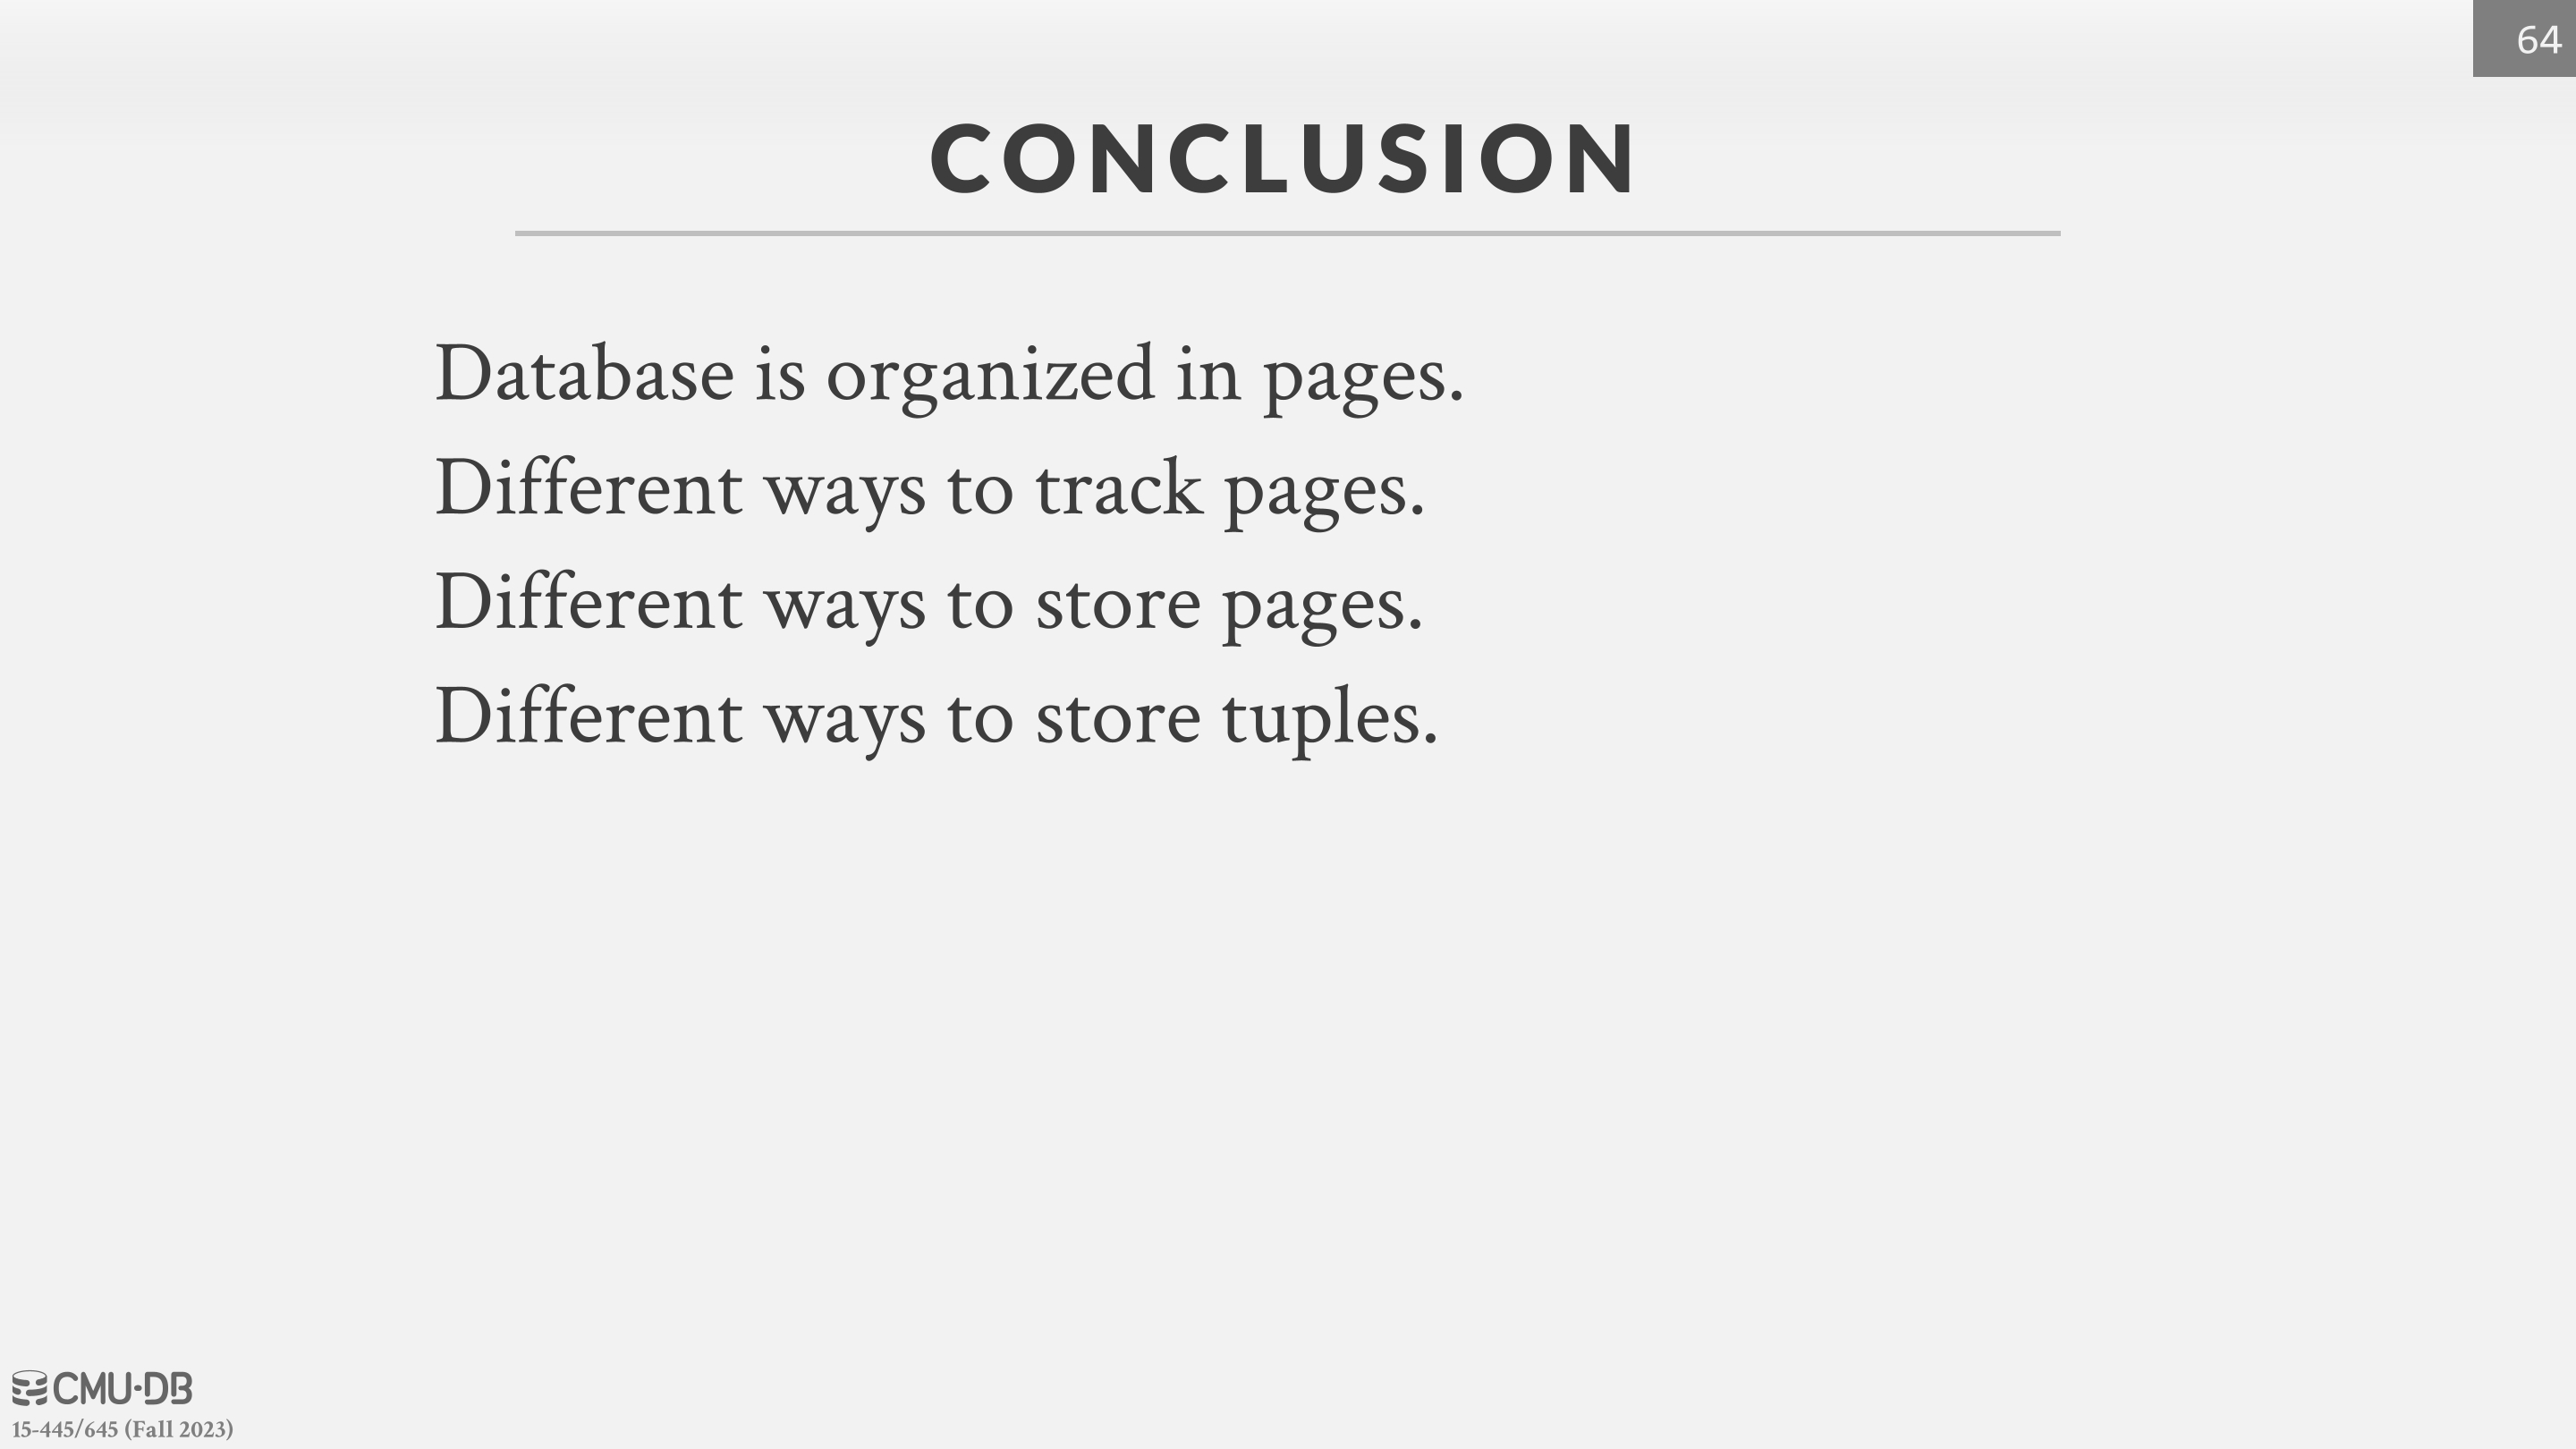 64
CONCLUSION
Database is organized in pages.
Different ways to track pages.
Different ways to store pages.
Different ways to store tuples.
CMU·DB
15-445/645 (Fall 2023)